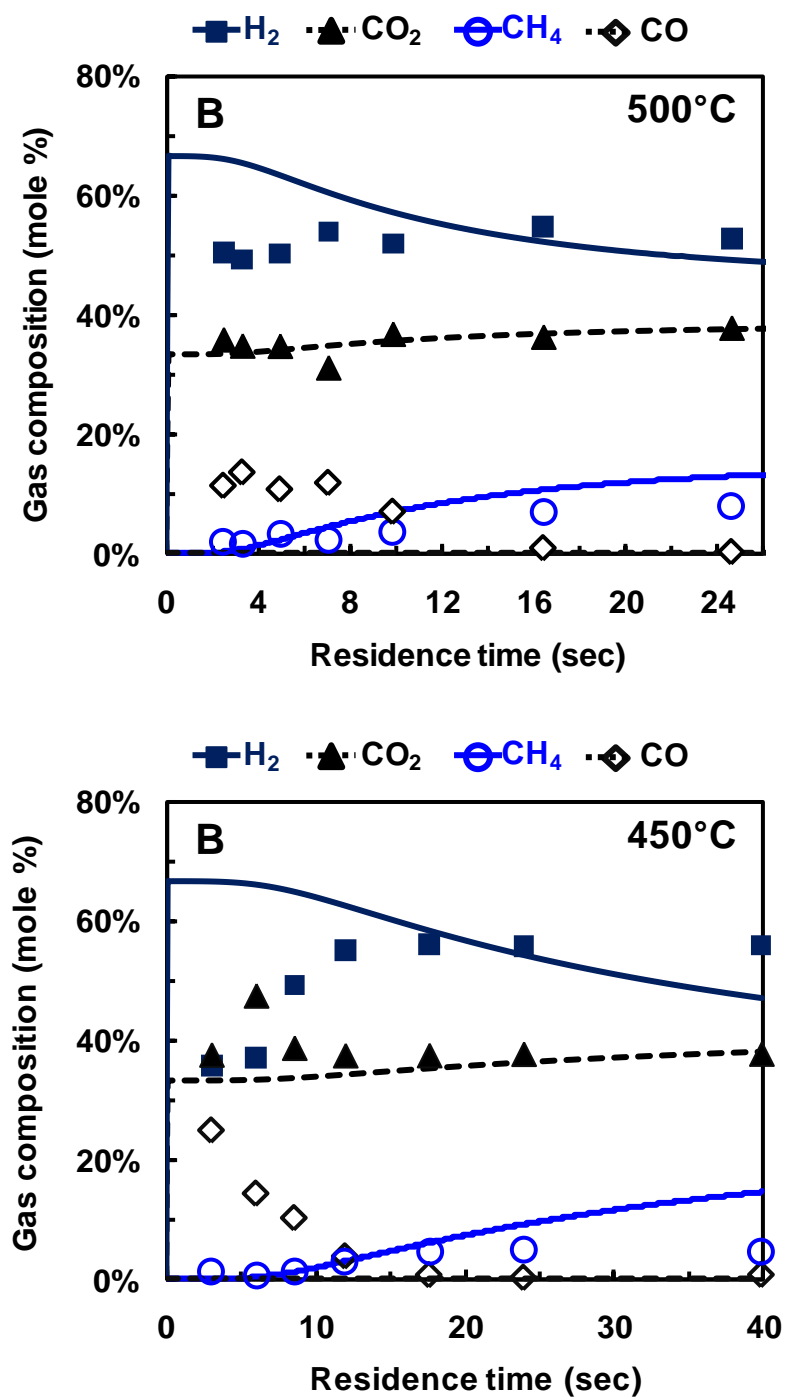 H₂ CO₂ CH₄ CO
80%
B 500°C
60%
40%
20%
0%
0 4 8 12 16 20 24
Gas composition (mole %)
Residence time (sec)
H₂ CO₂ CH₄ CO
80%
B 450°C
60%
40%
20%
0%
0 10 20 30 40
Gas composition (mole %)
Residence time (sec)